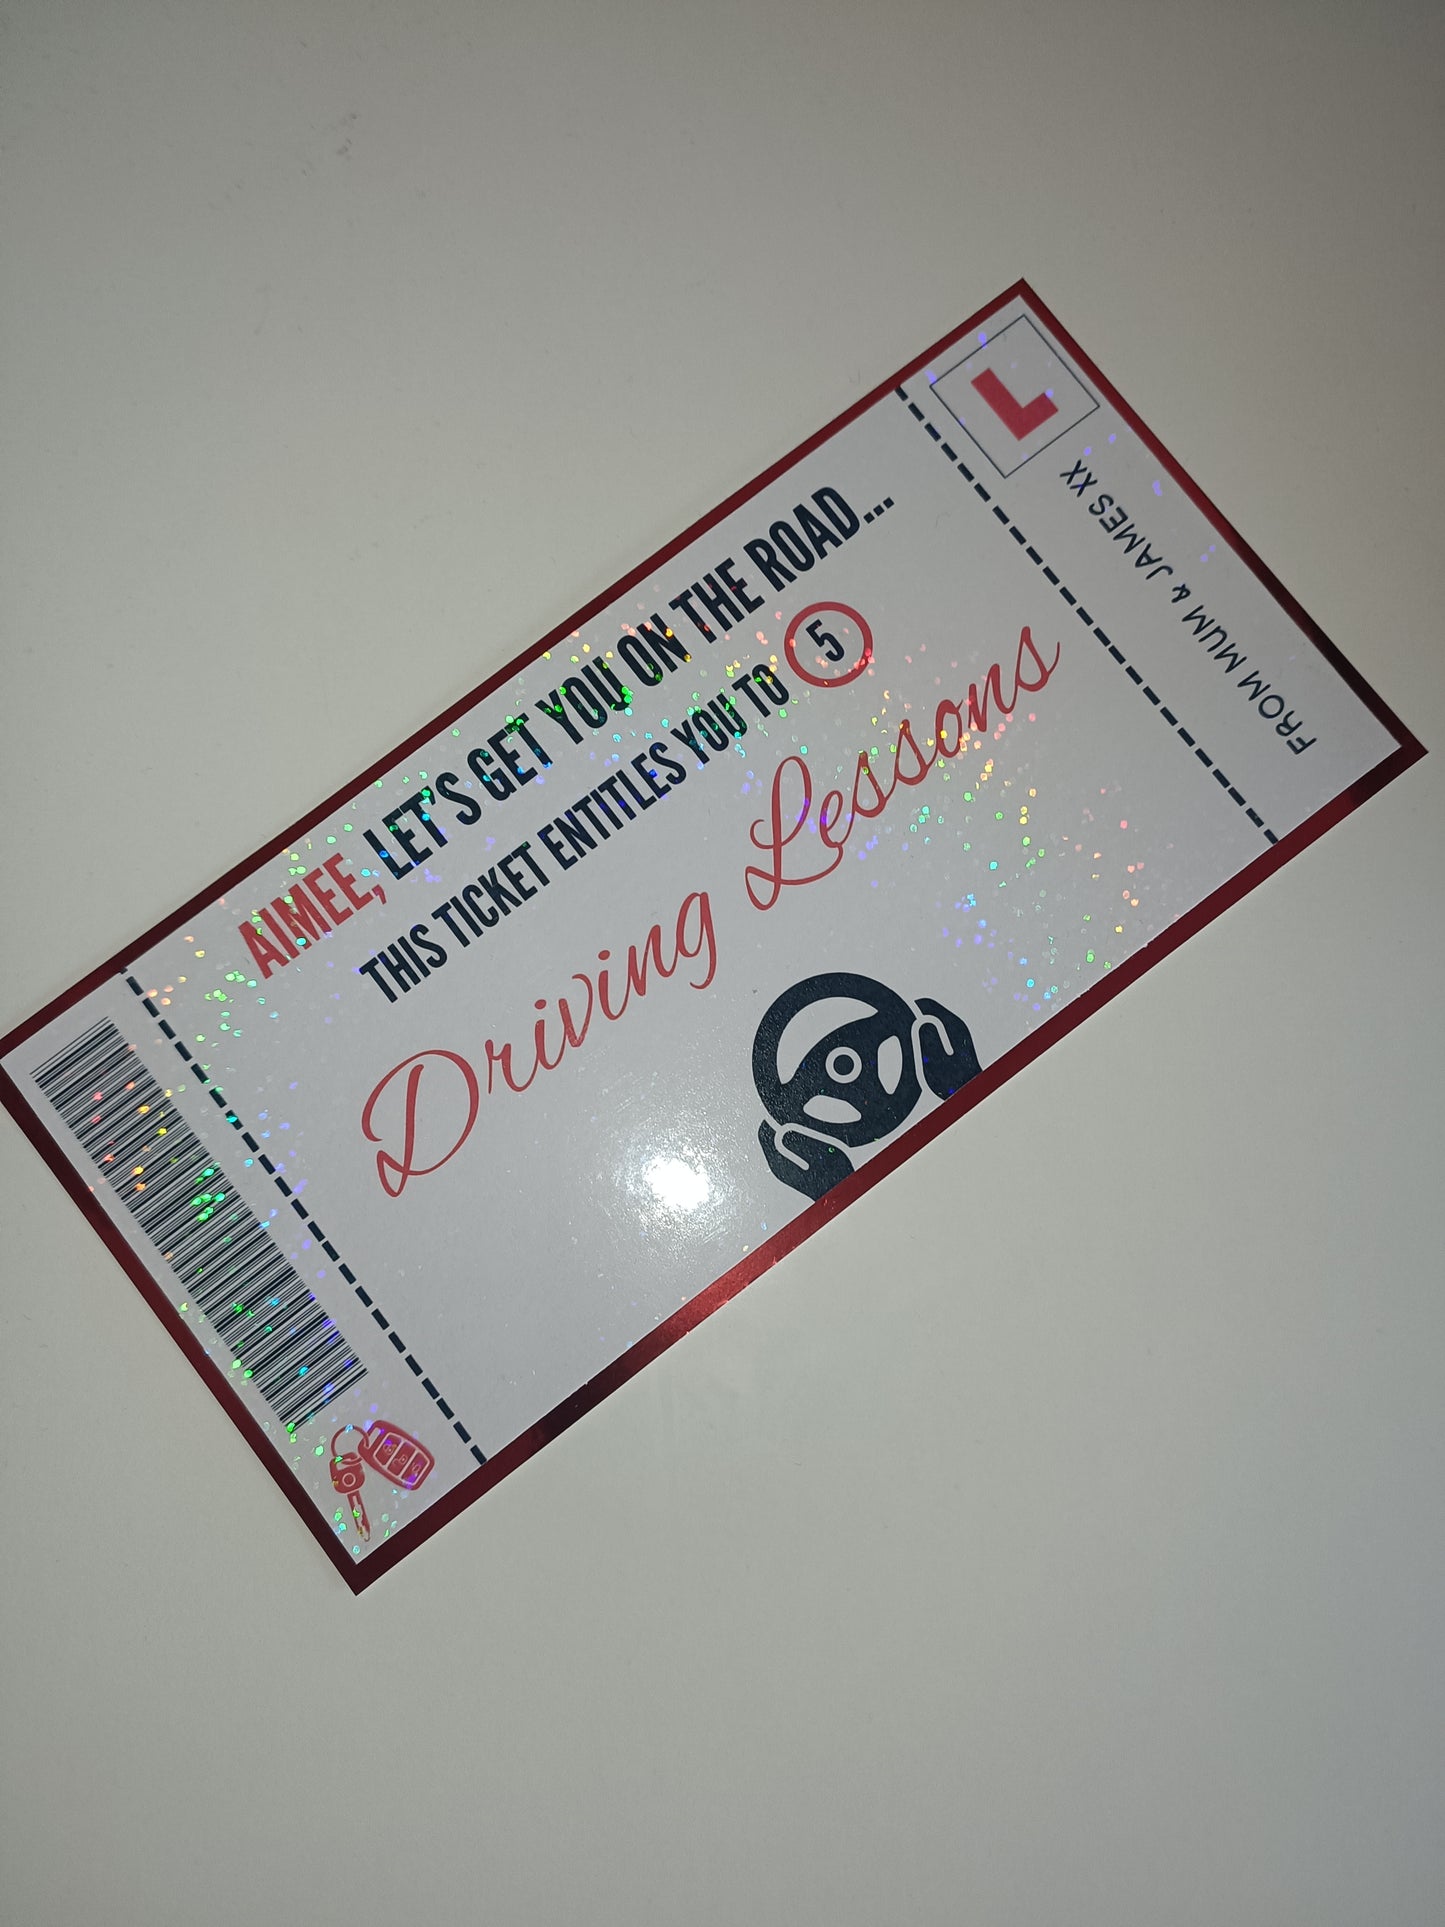 AIMEE, LET'S GET YOU ON THE ROAD...
THIS TICKET ENTITLES YOU TO 5
Driving Lessons
L
FROM MUM & JAMES XX